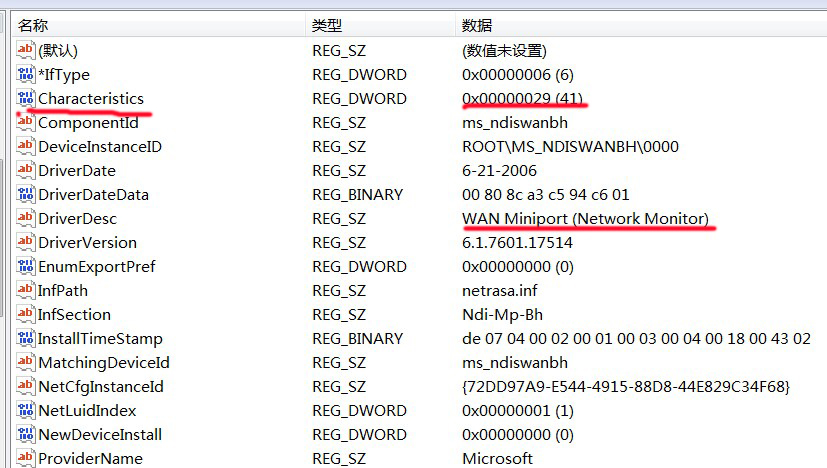 名称 类型 数据
(默认) REG_SZ (数值未设置)
*IfType REG_DWORD 0x00000006 (6)
Characteristics REG_DWORD 0x00000029 (41)
ComponentId REG_SZ ms_ndiswanbh
DeviceInstanceID REG_SZ ROOT\MS_NDISWANBH\0000
DriverDate REG_SZ 6-21-2006
DriverDateData REG_BINARY 00 80 8c a3 c5 94 c6 01
DriverDesc REG_SZ WAN Miniport (Network Monitor)
DriverVersion REG_SZ 6.1.7601.17514
EnumExportPref REG_DWORD 0x00000000 (0)
InfPath REG_SZ netrasa.inf
InfSection REG_SZ Ndi-Mp-Bh
InstallTimeStamp REG_BINARY de 07 04 00 02 00 01 00 03 00 04 00 18 00 43 02
MatchingDeviceId REG_SZ ms_ndiswanbh
NetCfgInstanceId REG_SZ {72DD97A9-E544-4915-88D8-44E829C34F68}
NetLuidIndex REG_DWORD 0x00000001 (1)
NewDeviceInstall REG_DWORD 0x00000000 (0)
ProviderName REG_SZ Microsoft